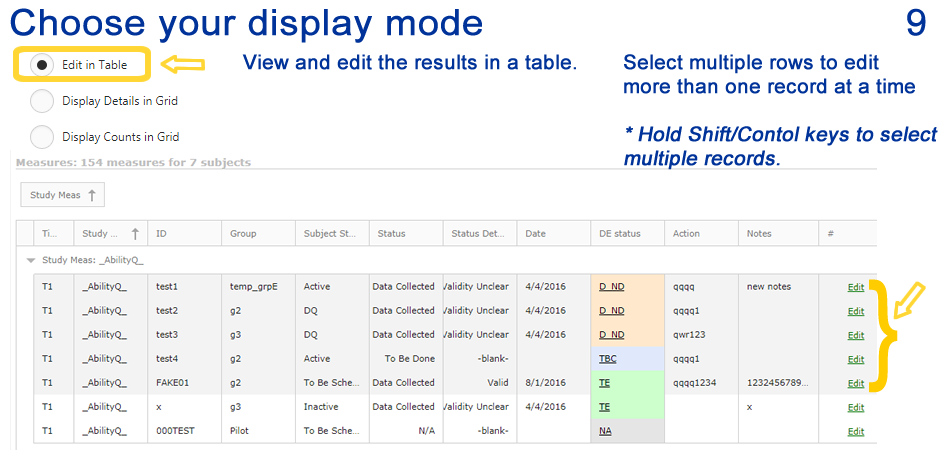 Choose your display mode
9
Edit in Table
View and edit the results in a table.
Select multiple rows to edit
more than one record at a time
Display Details in Grid
Display Counts in Grid
* Hold Shift/Contol keys to select
multiple records.
Measures: 154 measures for 7 subjects
Study Meas ↑
Ti... Study ... ↑ ID Group Subject St... Status Status Det... Date DE status Action Notes #
Study Meas: _AbilityQ_
T1 _AbilityQ_ test1 temp_grpE Active Data Collected Validity Unclear 4/4/2016 D_ND qqqq new notes Edit
T1 _AbilityQ_ test2 g2 DQ Data Collected Validity Unclear 4/4/2016 D_ND qqqq1 Edit
T1 _AbilityQ_ test3 g3 DQ Data Collected Validity Unclear 4/4/2016 D_ND qwr123 Edit
T1 _AbilityQ_ test4 g2 Active To Be Done -blank- TBC qqqq1 Edit
T1 _AbilityQ_ FAKE01 g2 To Be Sche... Data Collected Valid 8/1/2016 TE qqqq1234 1232456789... Edit
T1 _AbilityQ_ x g3 Inactive Data Collected Validity Unclear 4/4/2016 TE x Edit
T1 _AbilityQ_ 000TEST Pilot To Be Sche... N/A -blank- NA Edit